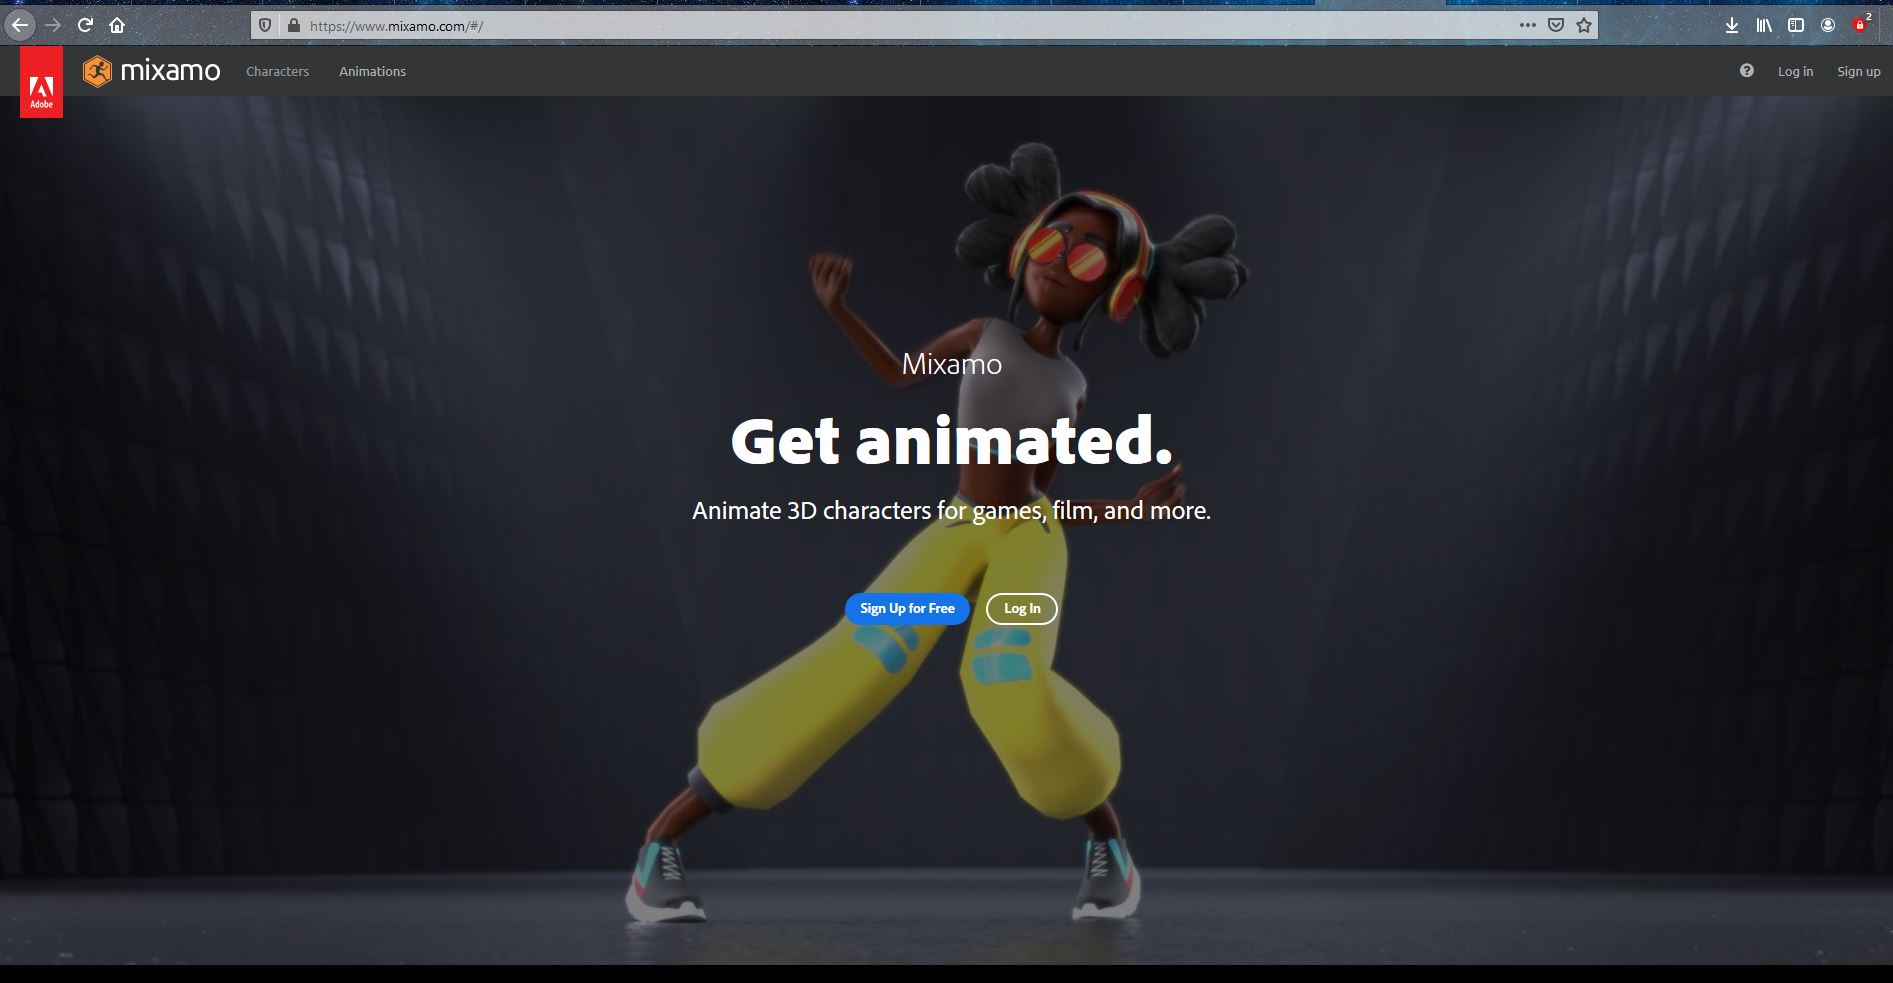 https://www.mixamo.com/#/
2
Adobe
mixamo
Characters
Animations
Log in
Sign up
Mixamo
Get animated.
Animate 3D characters for games, film, and more.
Sign Up for Free
Log In